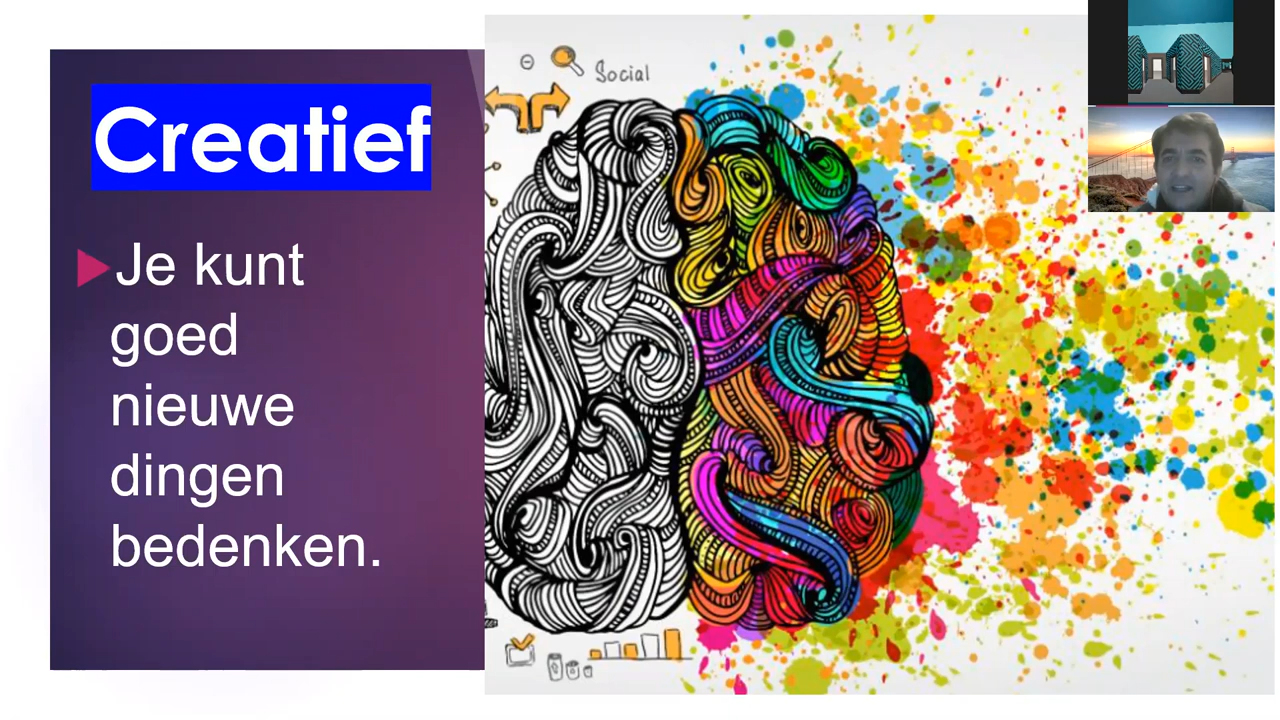 Creatief
Je kunt
goed
nieuwe
dingen
bedenken.
Social